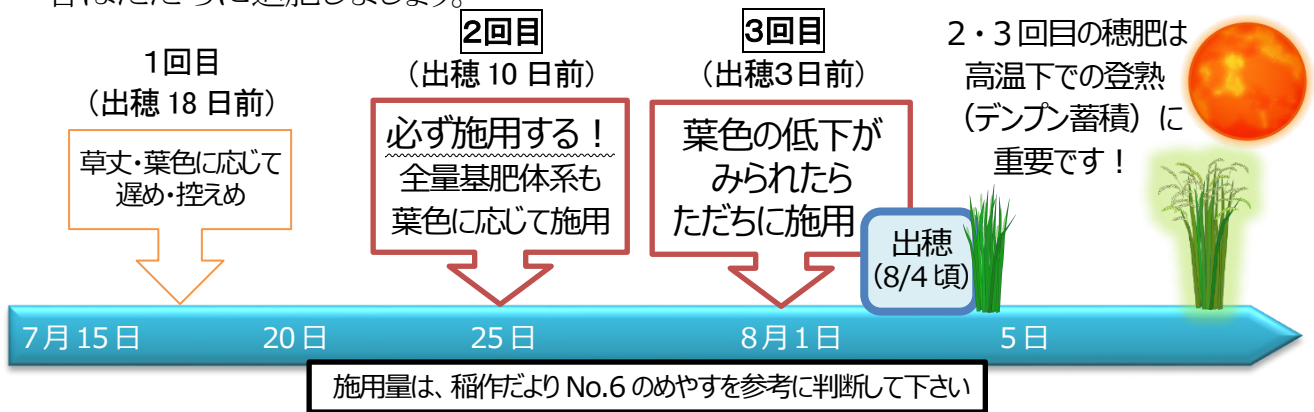 1回目
（出穂 18 日前）
草丈・葉色に応じて
遅め・控えめ
2回目
（出穂 10 日前）
必ず施用する！
全量基肥体系も
葉色に応じて施用
3回目
（出穂3日前）
葉色の低下が
みられたら
ただちに施用
2・3回目の穂肥は
高温下での登熟
（デンプン蓄積）に
重要です！
出穂
（8/4 頃）
7月15日
20日
25日
8月1日
5日
施用量は、稲作だより No.6 のめやすを参考に判断して下さい